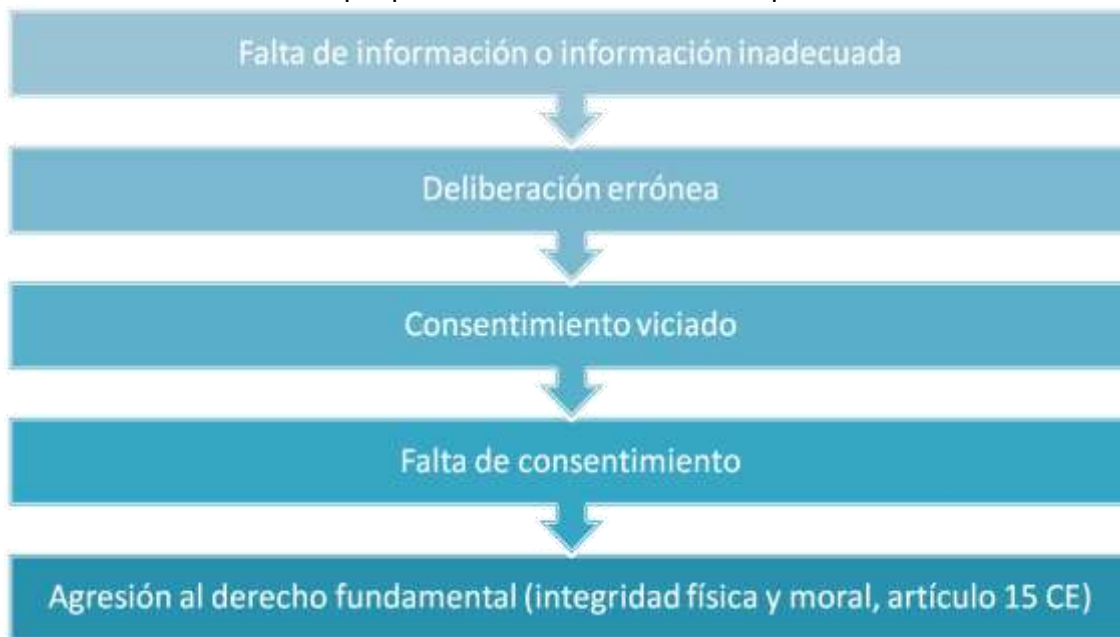 Falta de información o información inadecuada
Deliberación errónea
Consentimiento viciado
Falta de consentimiento
Agresión al derecho fundamental (integridad física y moral, artículo 15 CE)